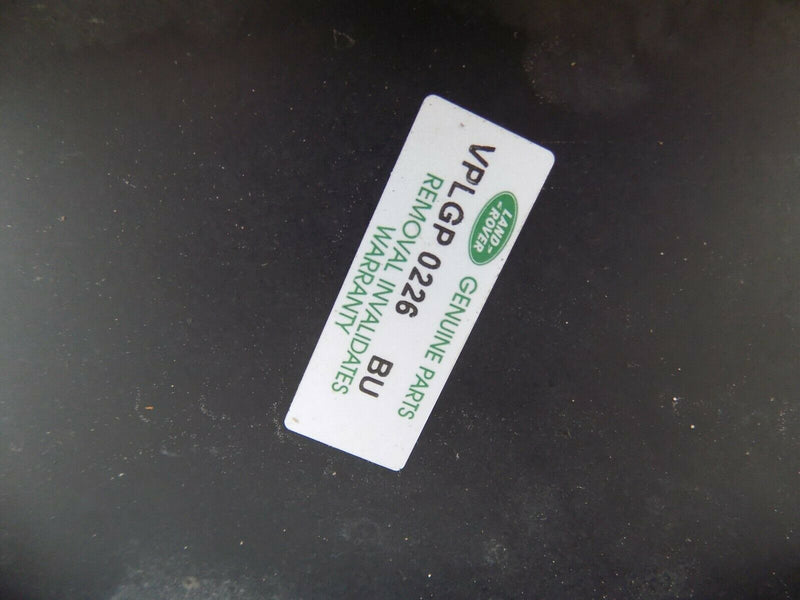 LAND-
-ROVER
GENUINE PARTS
VPLGP 0226 BU
REMOVAL INVALIDATES
WARRANTY